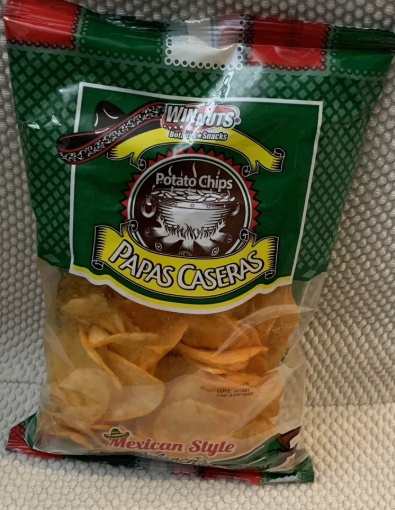 WINNUTS
Botanas Snacks
Potato Chips
PAPAS CASERAS
Mexican Style